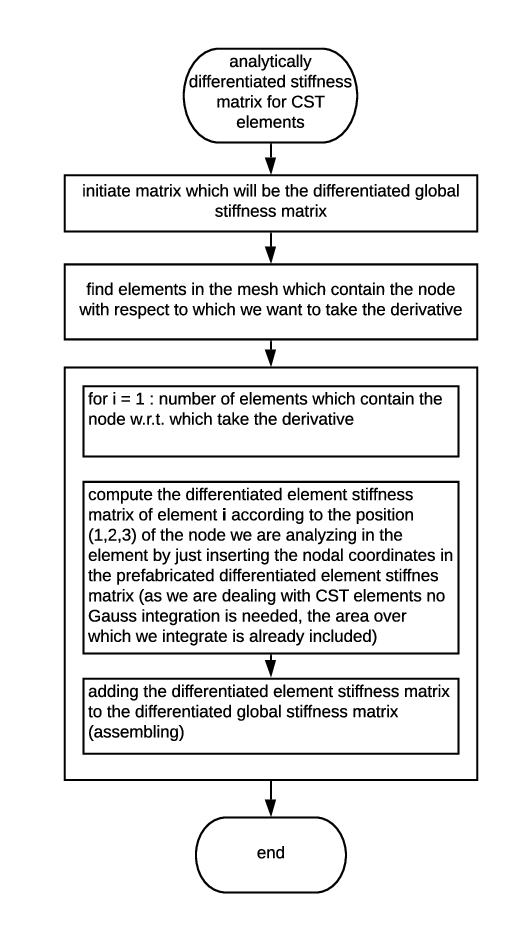 analytically
differentiated stiffness
matrix for CST
elements
initiate matrix which will be the differentiated global
stiffness matrix
find elements in the mesh which contain the node
with respect to which we want to take the derivative
for i = 1 : number of elements which contain the
node w.r.t. which take the derivative
compute the differentiated element stiffness
matrix of element i according to the position
(1,2,3) of the node we are analyzing in the
element by just inserting the nodal coordinates in
the prefabricated differentiated element stiffnes
matrix (as we are dealing with CST elements no
Gauss integration is needed, the area over
which we integrate is already included)
adding the differentiated element stiffness matrix
to the differentiated global stiffness matrix
(assembling)
end